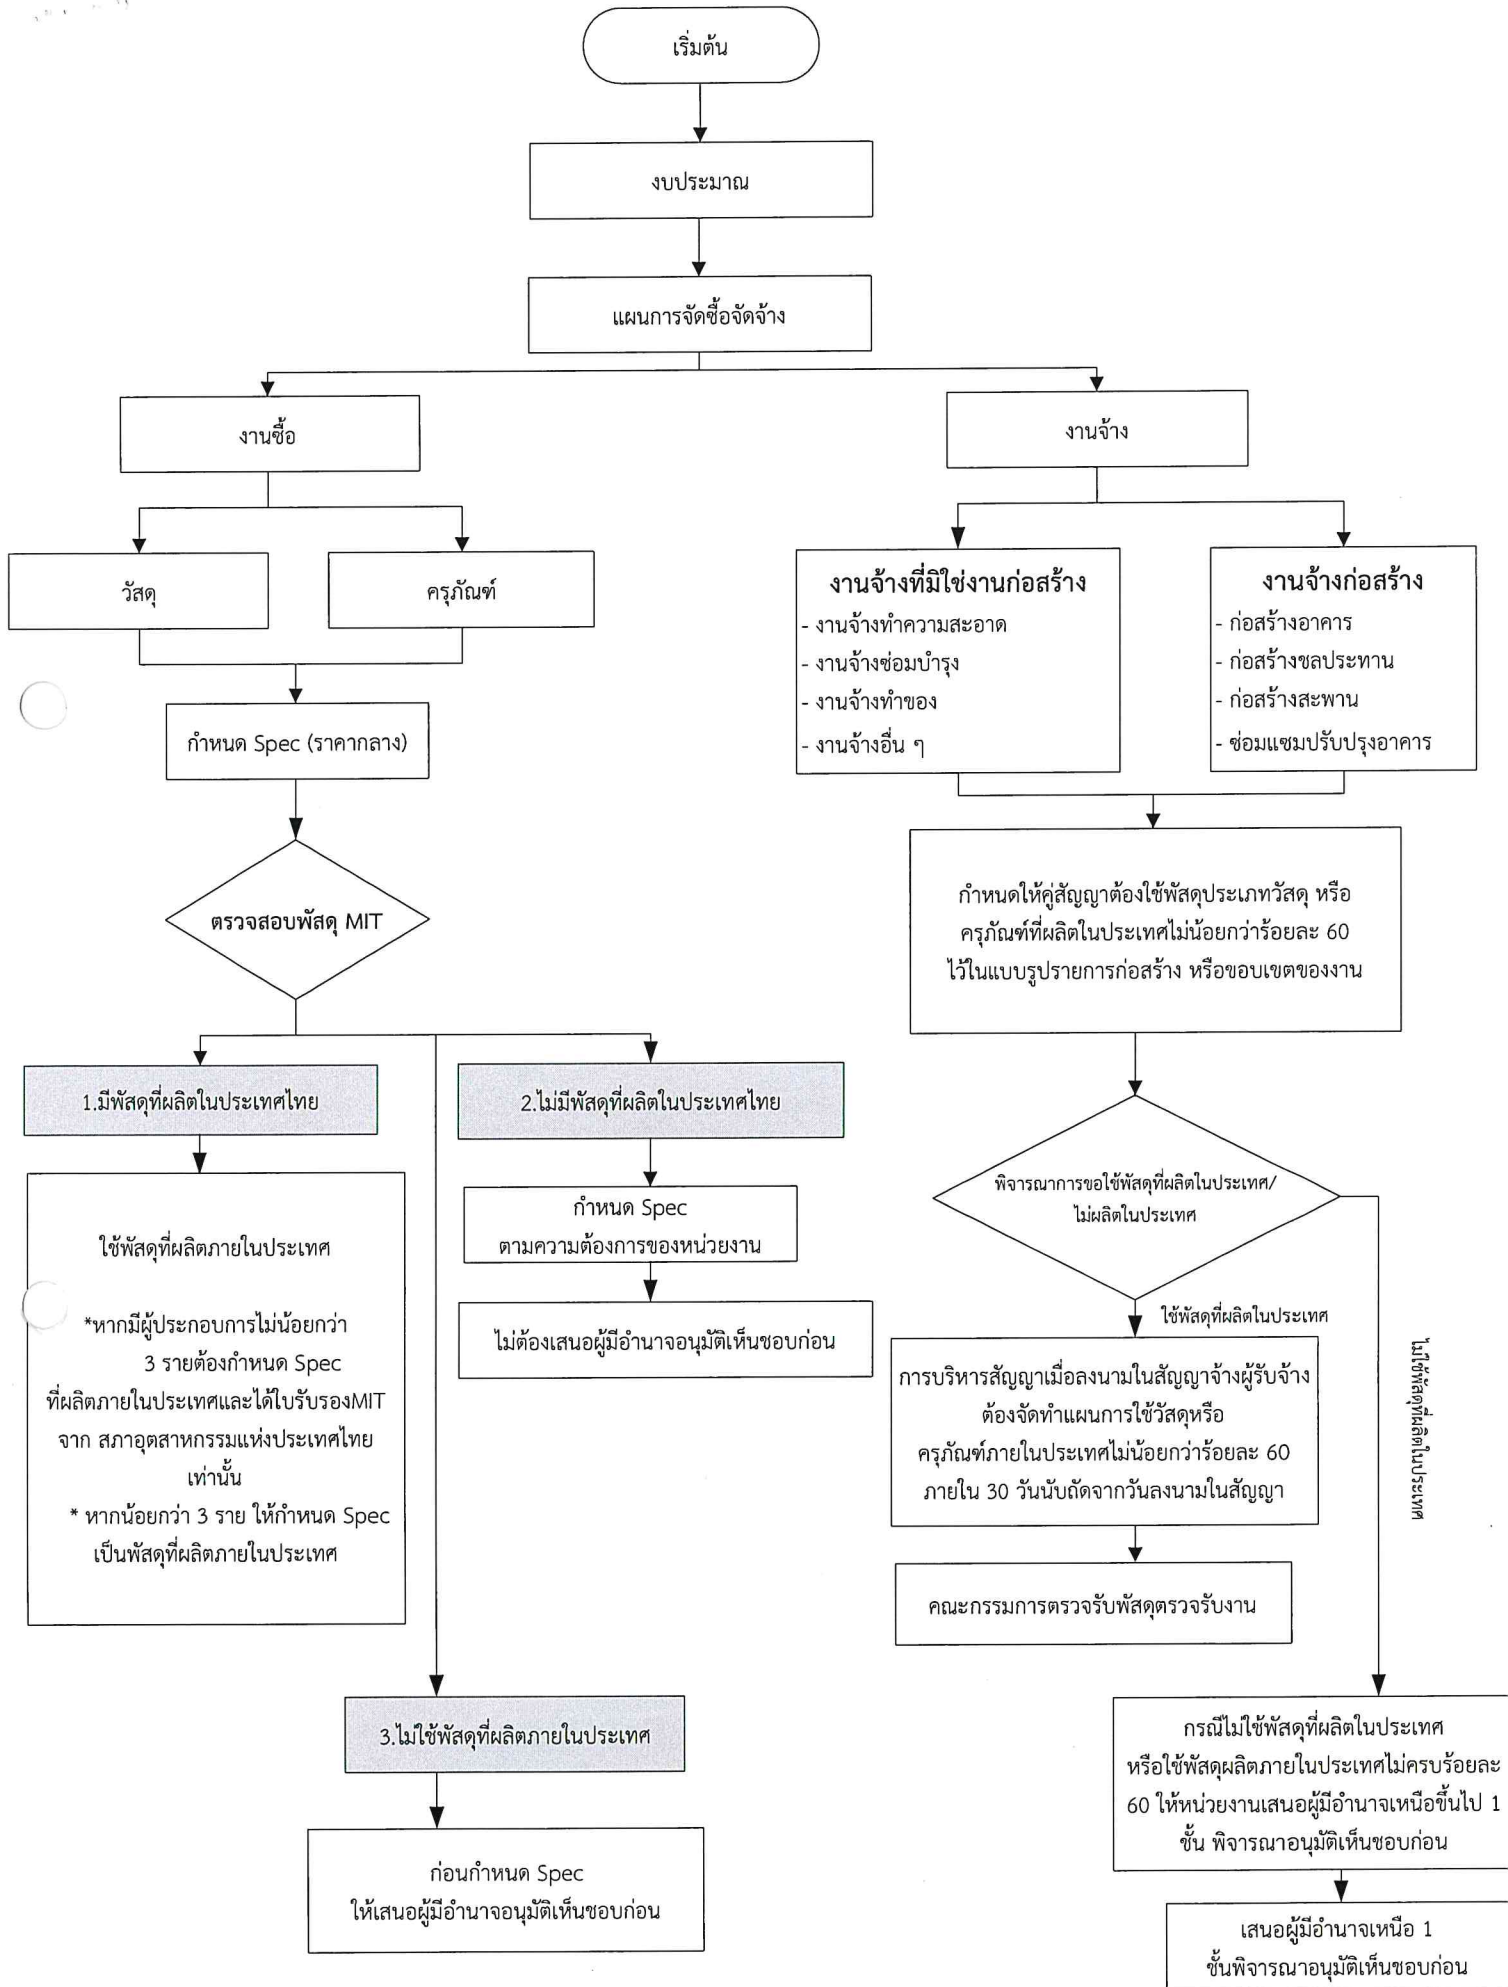 เริ่มต้น
งบประมาณ
แผนการจัดซื้อจัดจ้าง
งานซื้อ
งานจ้าง
วัสดุ
ครุภัณฑ์
งานจ้างที่มิใช่งานก่อสร้าง
- งานจ้างทำความสะอาด
- งานจ้างซ่อมบำรุง
- งานจ้างทำของ
- งานจ้างอื่น ๆ
งานจ้างก่อสร้าง
- ก่อสร้างอาคาร
- ก่อสร้างชลประทาน
- ก่อสร้างสะพาน
- ซ่อมแซมปรับปรุงอาคาร
กำหนด Spec (ราคากลาง)
ตรวจสอบพัสดุ MIT
กำหนดให้คู่สัญญาต้องใช้พัสดุประเภทวัสดุ หรือ
ครุภัณฑ์ที่ผลิตในประเทศไม่น้อยกว่าร้อยละ 60
ไว้ในแบบรูปรายการก่อสร้าง หรือขอบเขตของงาน
1.มีพัสดุที่ผลิตในประเทศไทย
2.ไม่มีพัสดุที่ผลิตในประเทศไทย
ใช้พัสดุที่ผลิตภายในประเทศ
*หากมีผู้ประกอบการไม่น้อยกว่า
3 รายต้องกำหนด Spec
ที่ผลิตภายในประเทศและได้ใบรับรองMIT
จาก สภาอุตสาหกรรมแห่งประเทศไทย
เท่านั้น
* หากน้อยกว่า 3 ราย ให้กำหนด Spec
เป็นพัสดุที่ผลิตภายในประเทศ
กำหนด Spec
ตามความต้องการของหน่วยงาน
ไม่ต้องเสนอผู้มีอำนาจอนุมัติเห็นชอบก่อน
พิจารณาการขอใช้พัสดุที่ผลิตในประเทศ/
ไม่ผลิตในประเทศ
ใช้พัสดุที่ผลิตในประเทศ
ไม่ใช้พัสดุที่ผลิตในประเทศ
การบริหารสัญญาเมื่อลงนามในสัญญาจ้างผู้รับจ้าง
ต้องจัดทำแผนการใช้วัสดุหรือ
ครุภัณฑ์ภายในประเทศไม่น้อยกว่าร้อยละ 60
ภายใน 30 วันนับถัดจากวันลงนามในสัญญา
คณะกรรมการตรวจรับพัสดุตรวจรับงาน
3.ไม่ใช้พัสดุที่ผลิตภายในประเทศ
ก่อนกำหนด Spec
ให้เสนอผู้มีอำนาจอนุมัติเห็นชอบก่อน
กรณีไม่ใช้พัสดุที่ผลิตในประเทศ
หรือใช้พัสดุผลิตภายในประเทศไม่ครบร้อยละ
60 ให้หน่วยงานเสนอผู้มีอำนาจเหนือขึ้นไป 1
ชั้น พิจารณาอนุมัติเห็นชอบก่อน
เสนอผู้มีอำนาจเหนือ 1
ชั้นพิจารณาอนุมัติเห็นชอบก่อน